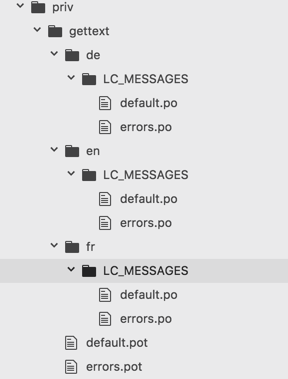 priv
gettext
de
LC_MESSAGES
default.po
errors.po
en
LC_MESSAGES
default.po
errors.po
fr
LC_MESSAGES
default.po
errors.po
default.pot
errors.pot